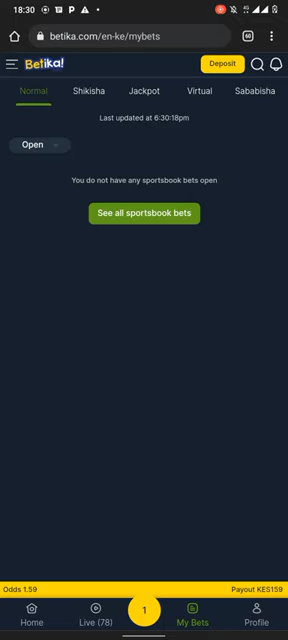 18:30
4G
betika.com/en-ke/mybets
66
Betika!
Deposit
Normal
Shikisha
Jackpot
Virtual
Sababisha
Last updated at 6:30:18pm
Open
You do not have any sportsbook bets open
See all sportsbook bets
Odds 1.59
Payout KES159
1
Home
Live (78)
My Bets
Profile